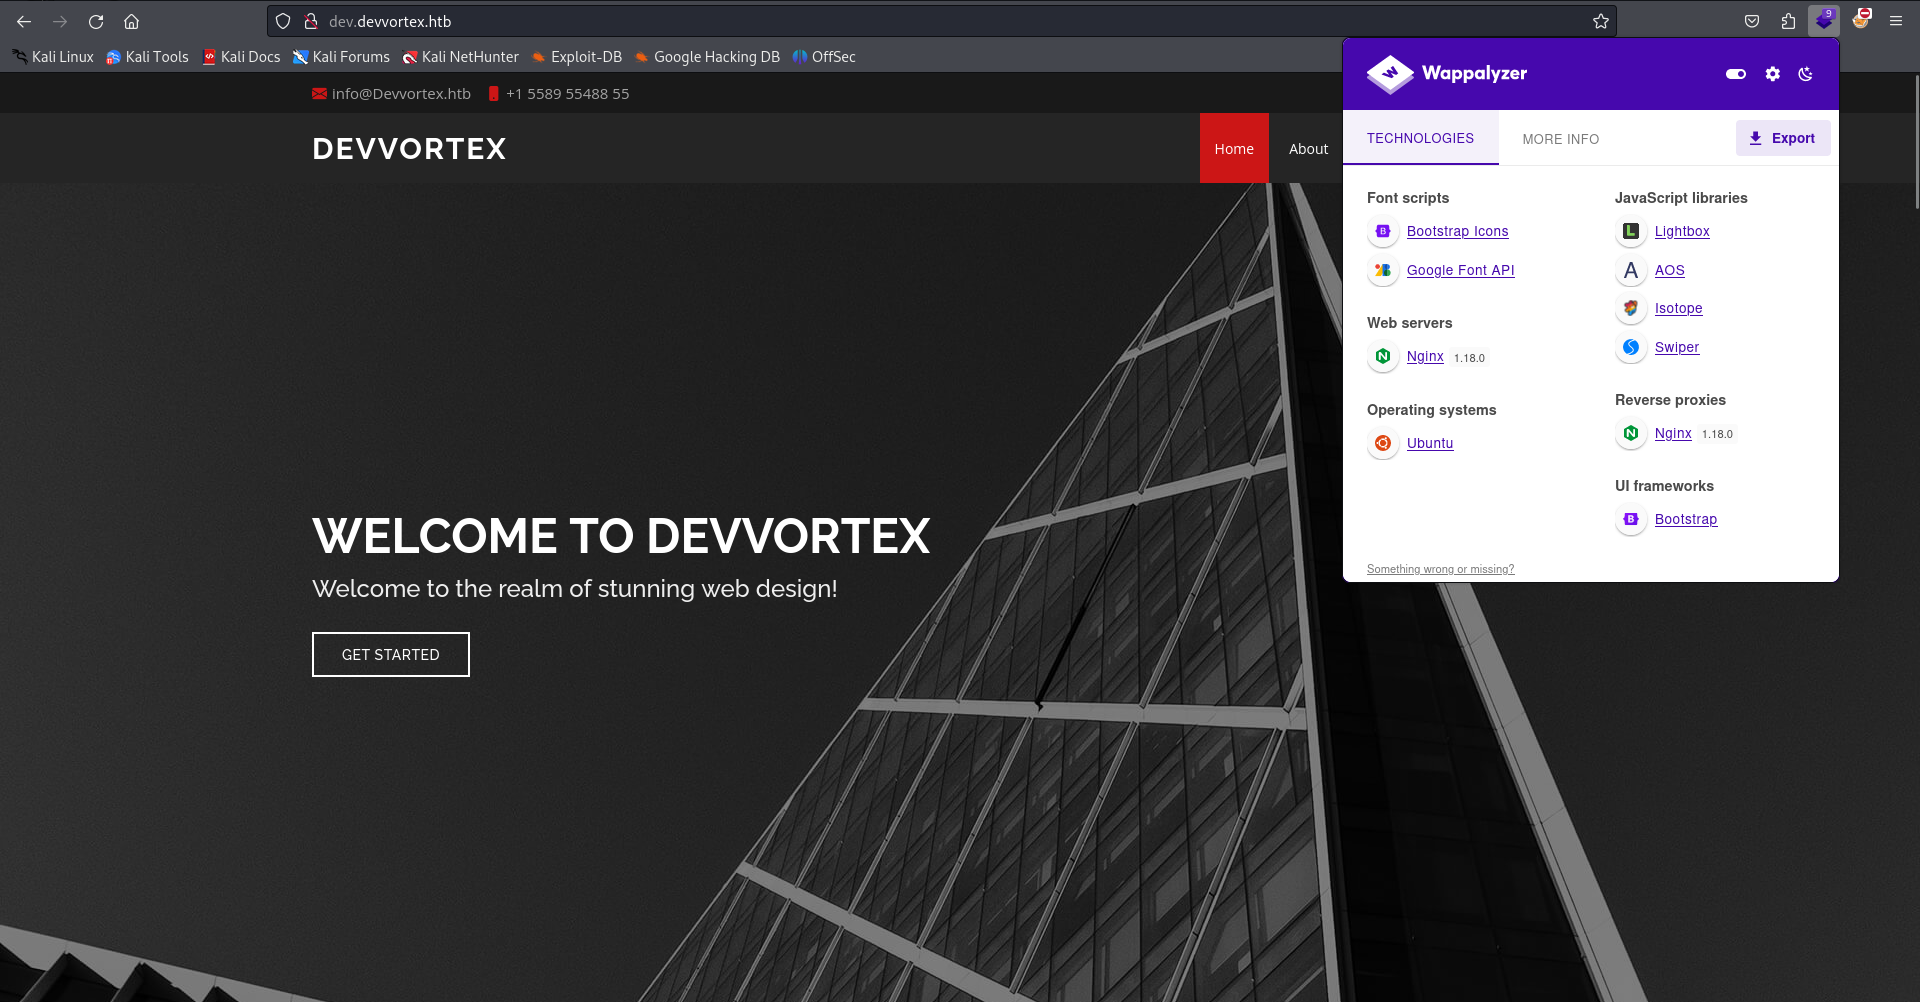 dev.devvortex.htb
9
Kali Linux Kali Tools Kali Docs Kali Forums Kali NetHunter Exploit-DB Google Hacking DB OffSec
info@Devvortex.htb +1 5589 55488 55
DEVVORTEX
Home About
WELCOME TO DEVVORTEX
Welcome to the realm of stunning web design!
GET STARTED
Wappalyzer
TECHNOLOGIES MORE INFO Export
Font scripts
Bootstrap Icons
Google Font API
Web servers
Nginx 1.18.0
Operating systems
Ubuntu
JavaScript libraries
Lightbox
AOS
Isotope
Swiper
Reverse proxies
Nginx 1.18.0
UI frameworks
Bootstrap
Something wrong or missing?